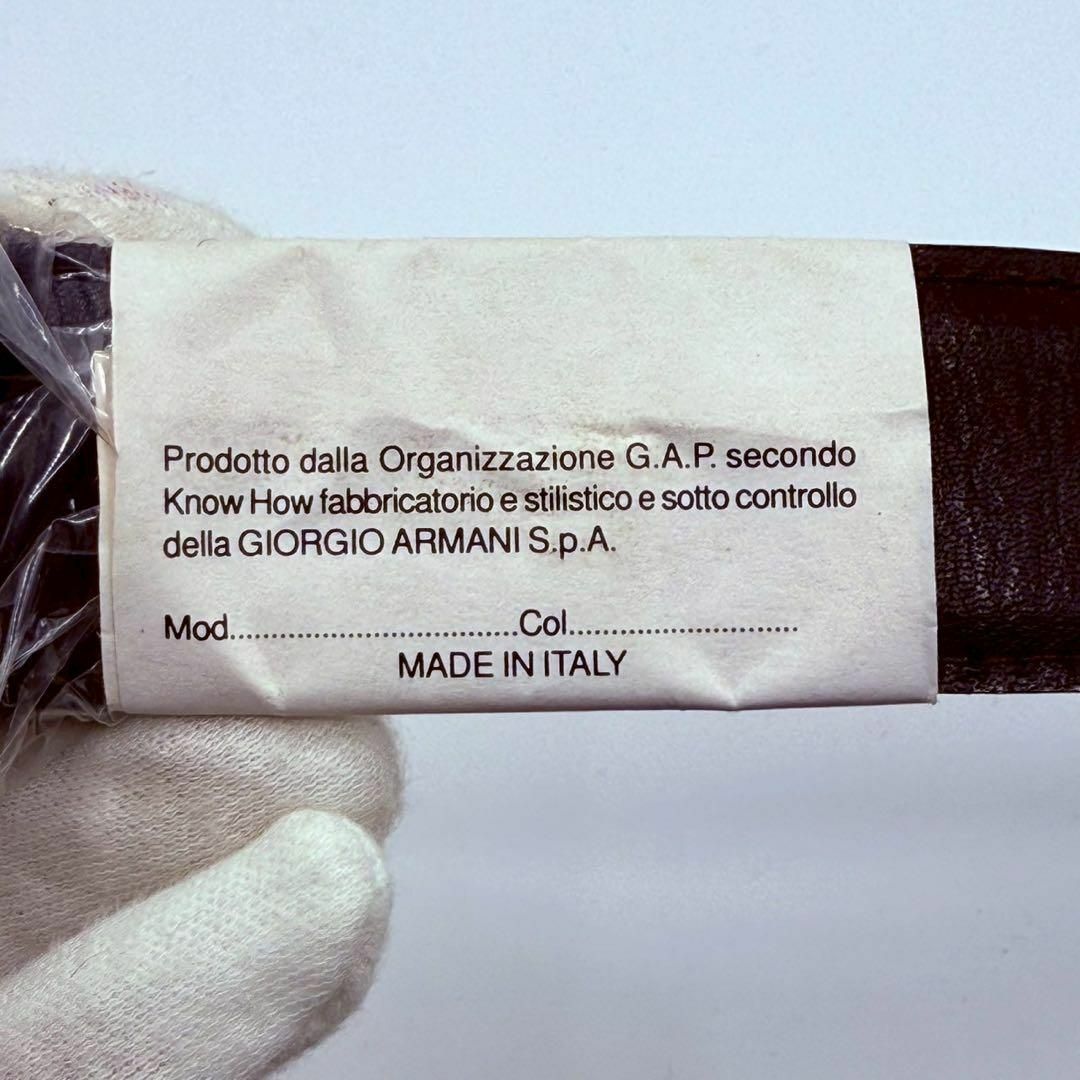 Prodotto dalla Organizzazione G.A.P. secondo
Know How fabbricatorio e stilistico e sotto controllo
della GIORGIO ARMANI S.p.A.
Mod..................................Col...........................
MADE IN ITALY